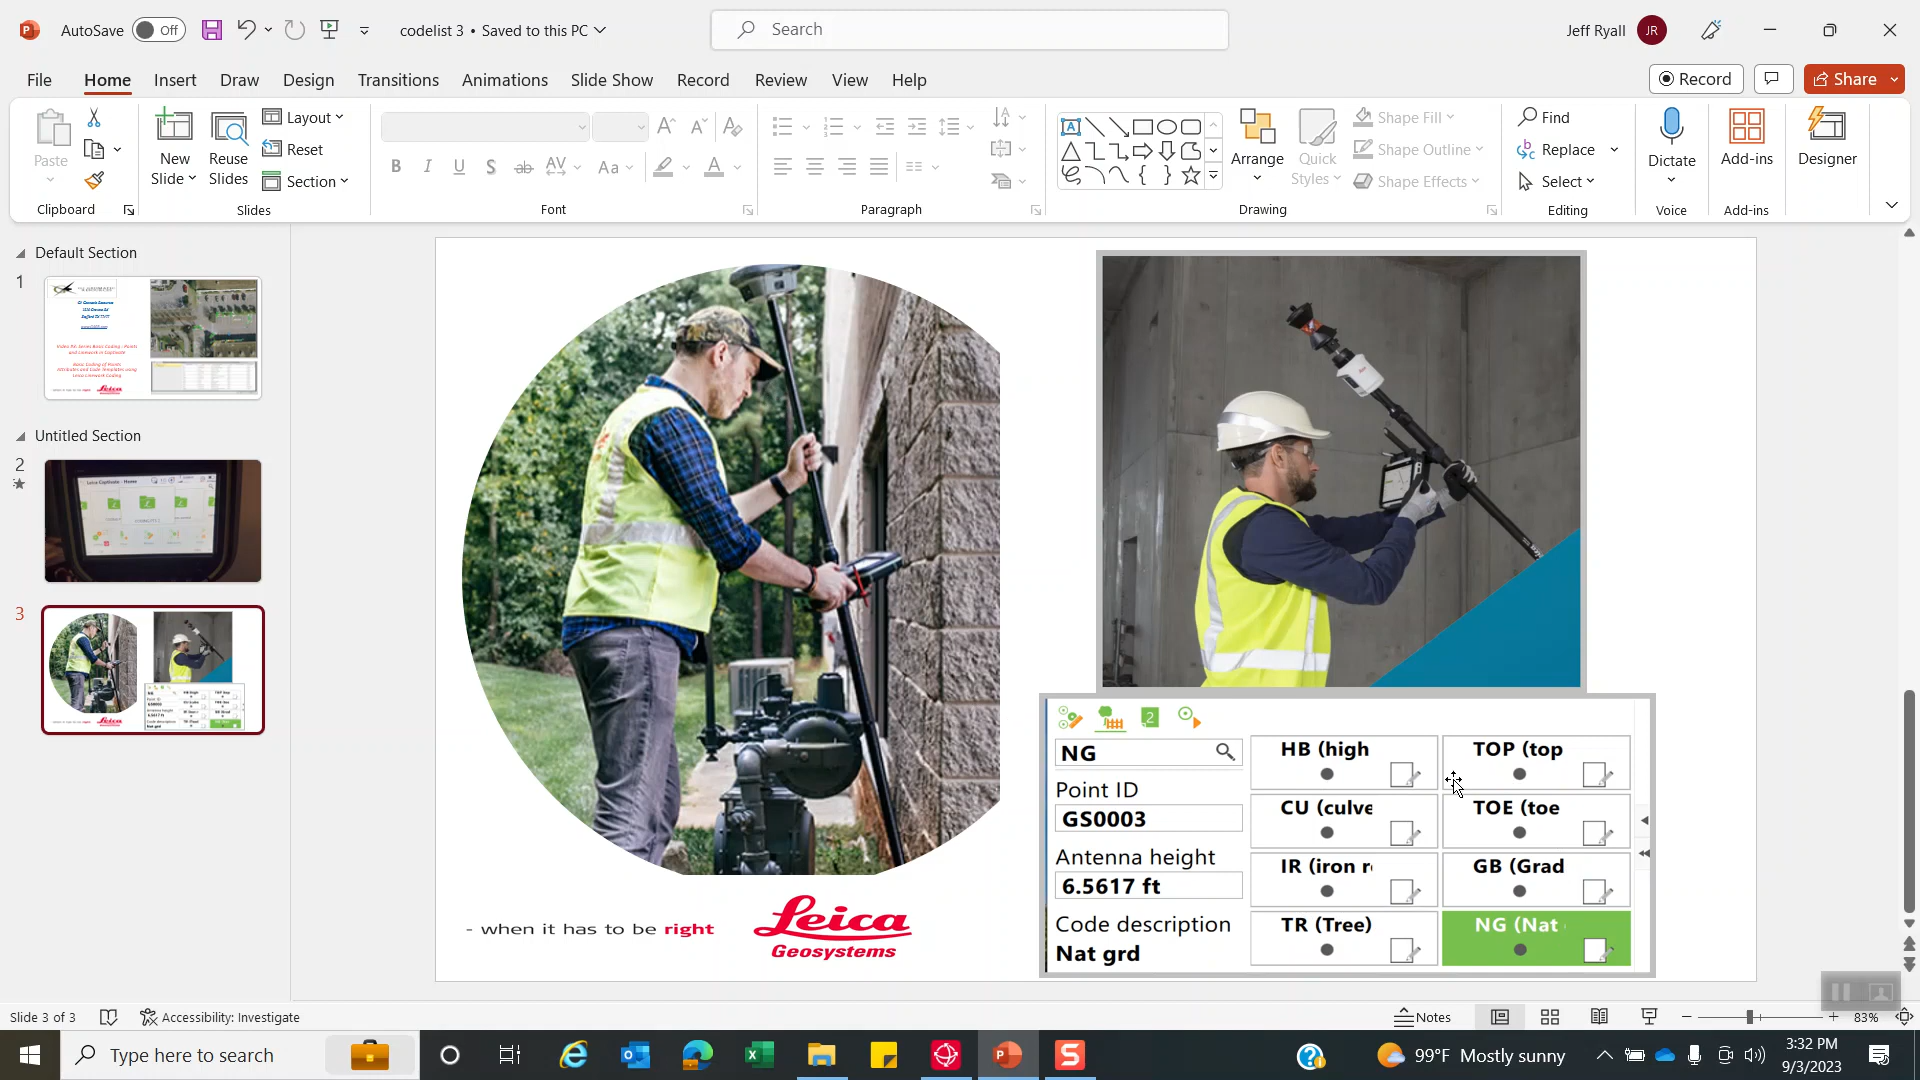 AutoSave Off
codelist 3 • Saved to this PC
Search
Jeff Ryall JR
File Home Insert Draw Design Transitions Animations Slide Show Record Review View Help
Record Share
Paste
New Slide
Reuse Slides
Layout
Reset
Section
B I U S ab AV Aa A
Arrange
Quick Styles
Shape Fill
Shape Outline
Shape Effects
Find
Replace
Select
Dictate
Add-ins
Designer
Clipboard Slides Font Paragraph Drawing Editing Voice Add-ins
Default Section
1
Untitled Section
2
3
- when it has to be right
Leica
Geosystems
2
NG
Point ID
GS0003
Antenna height
6.5617 ft
Code description
Nat grd
HB (high
TOP (top
CU (culve
TOE (toe
IR (iron r
GB (Grad
TR (Tree)
NG (Nat
Slide 3 of 3
Accessibility: Investigate
Notes
83%
Type here to search
99°F Mostly sunny
3:32 PM
9/3/2023